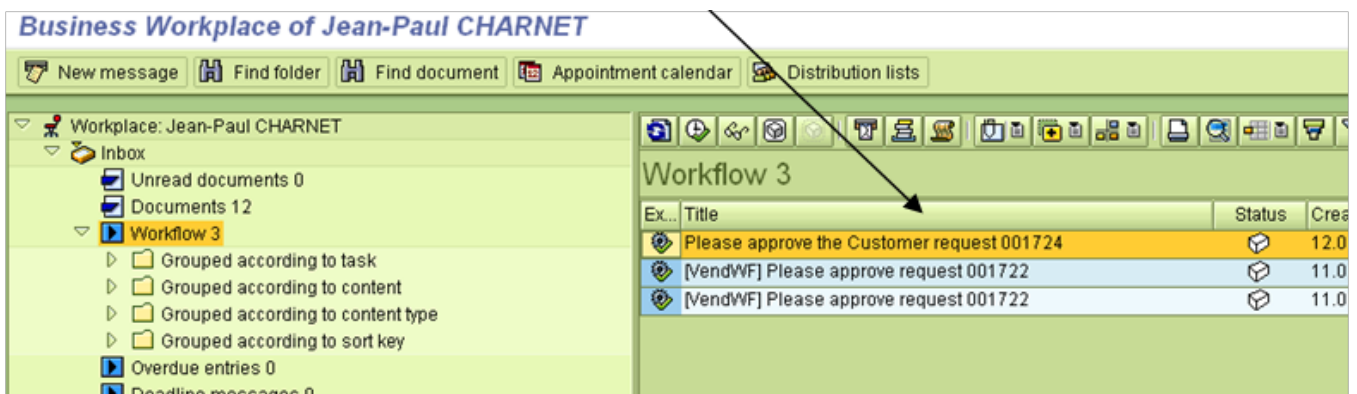 Business Workplace of Jean-Paul CHARNET
New message Find folder Find document Appointment calendar Distribution lists
Workplace: Jean-Paul CHARNET
Inbox
Unread documents 0
Documents 12
Workflow 3
Grouped according to task
Grouped according to content
Grouped according to content type
Grouped according to sort key
Overdue entries 0
Deadline messages 0
Workflow 3
Ex... Title Status Crea
Please approve the Customer request 001724 12.0
[VendWF] Please approve request 001722 11.0
[VendWF] Please approve request 001722 11.0